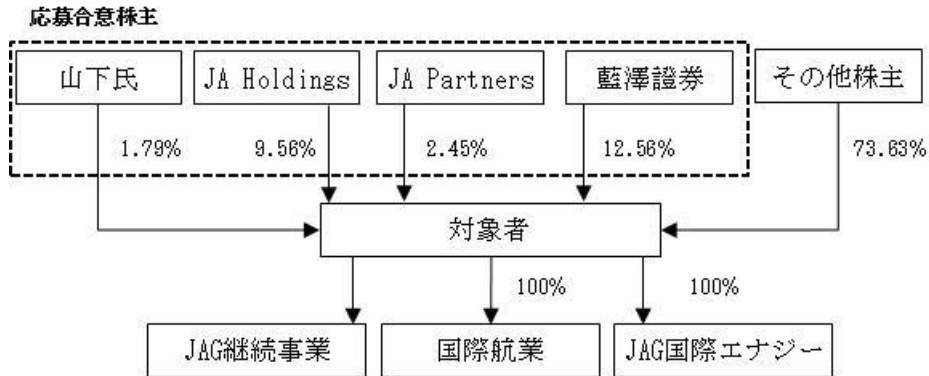 応募合意株主
山下氏 JA Holdings JA Partners 藍澤證券 その他株主
1.79% 9.56% 2.45% 12.56% 73.63%
対象者
100% 100%
JAG継続事業 国際航業 JAG国際エナジー